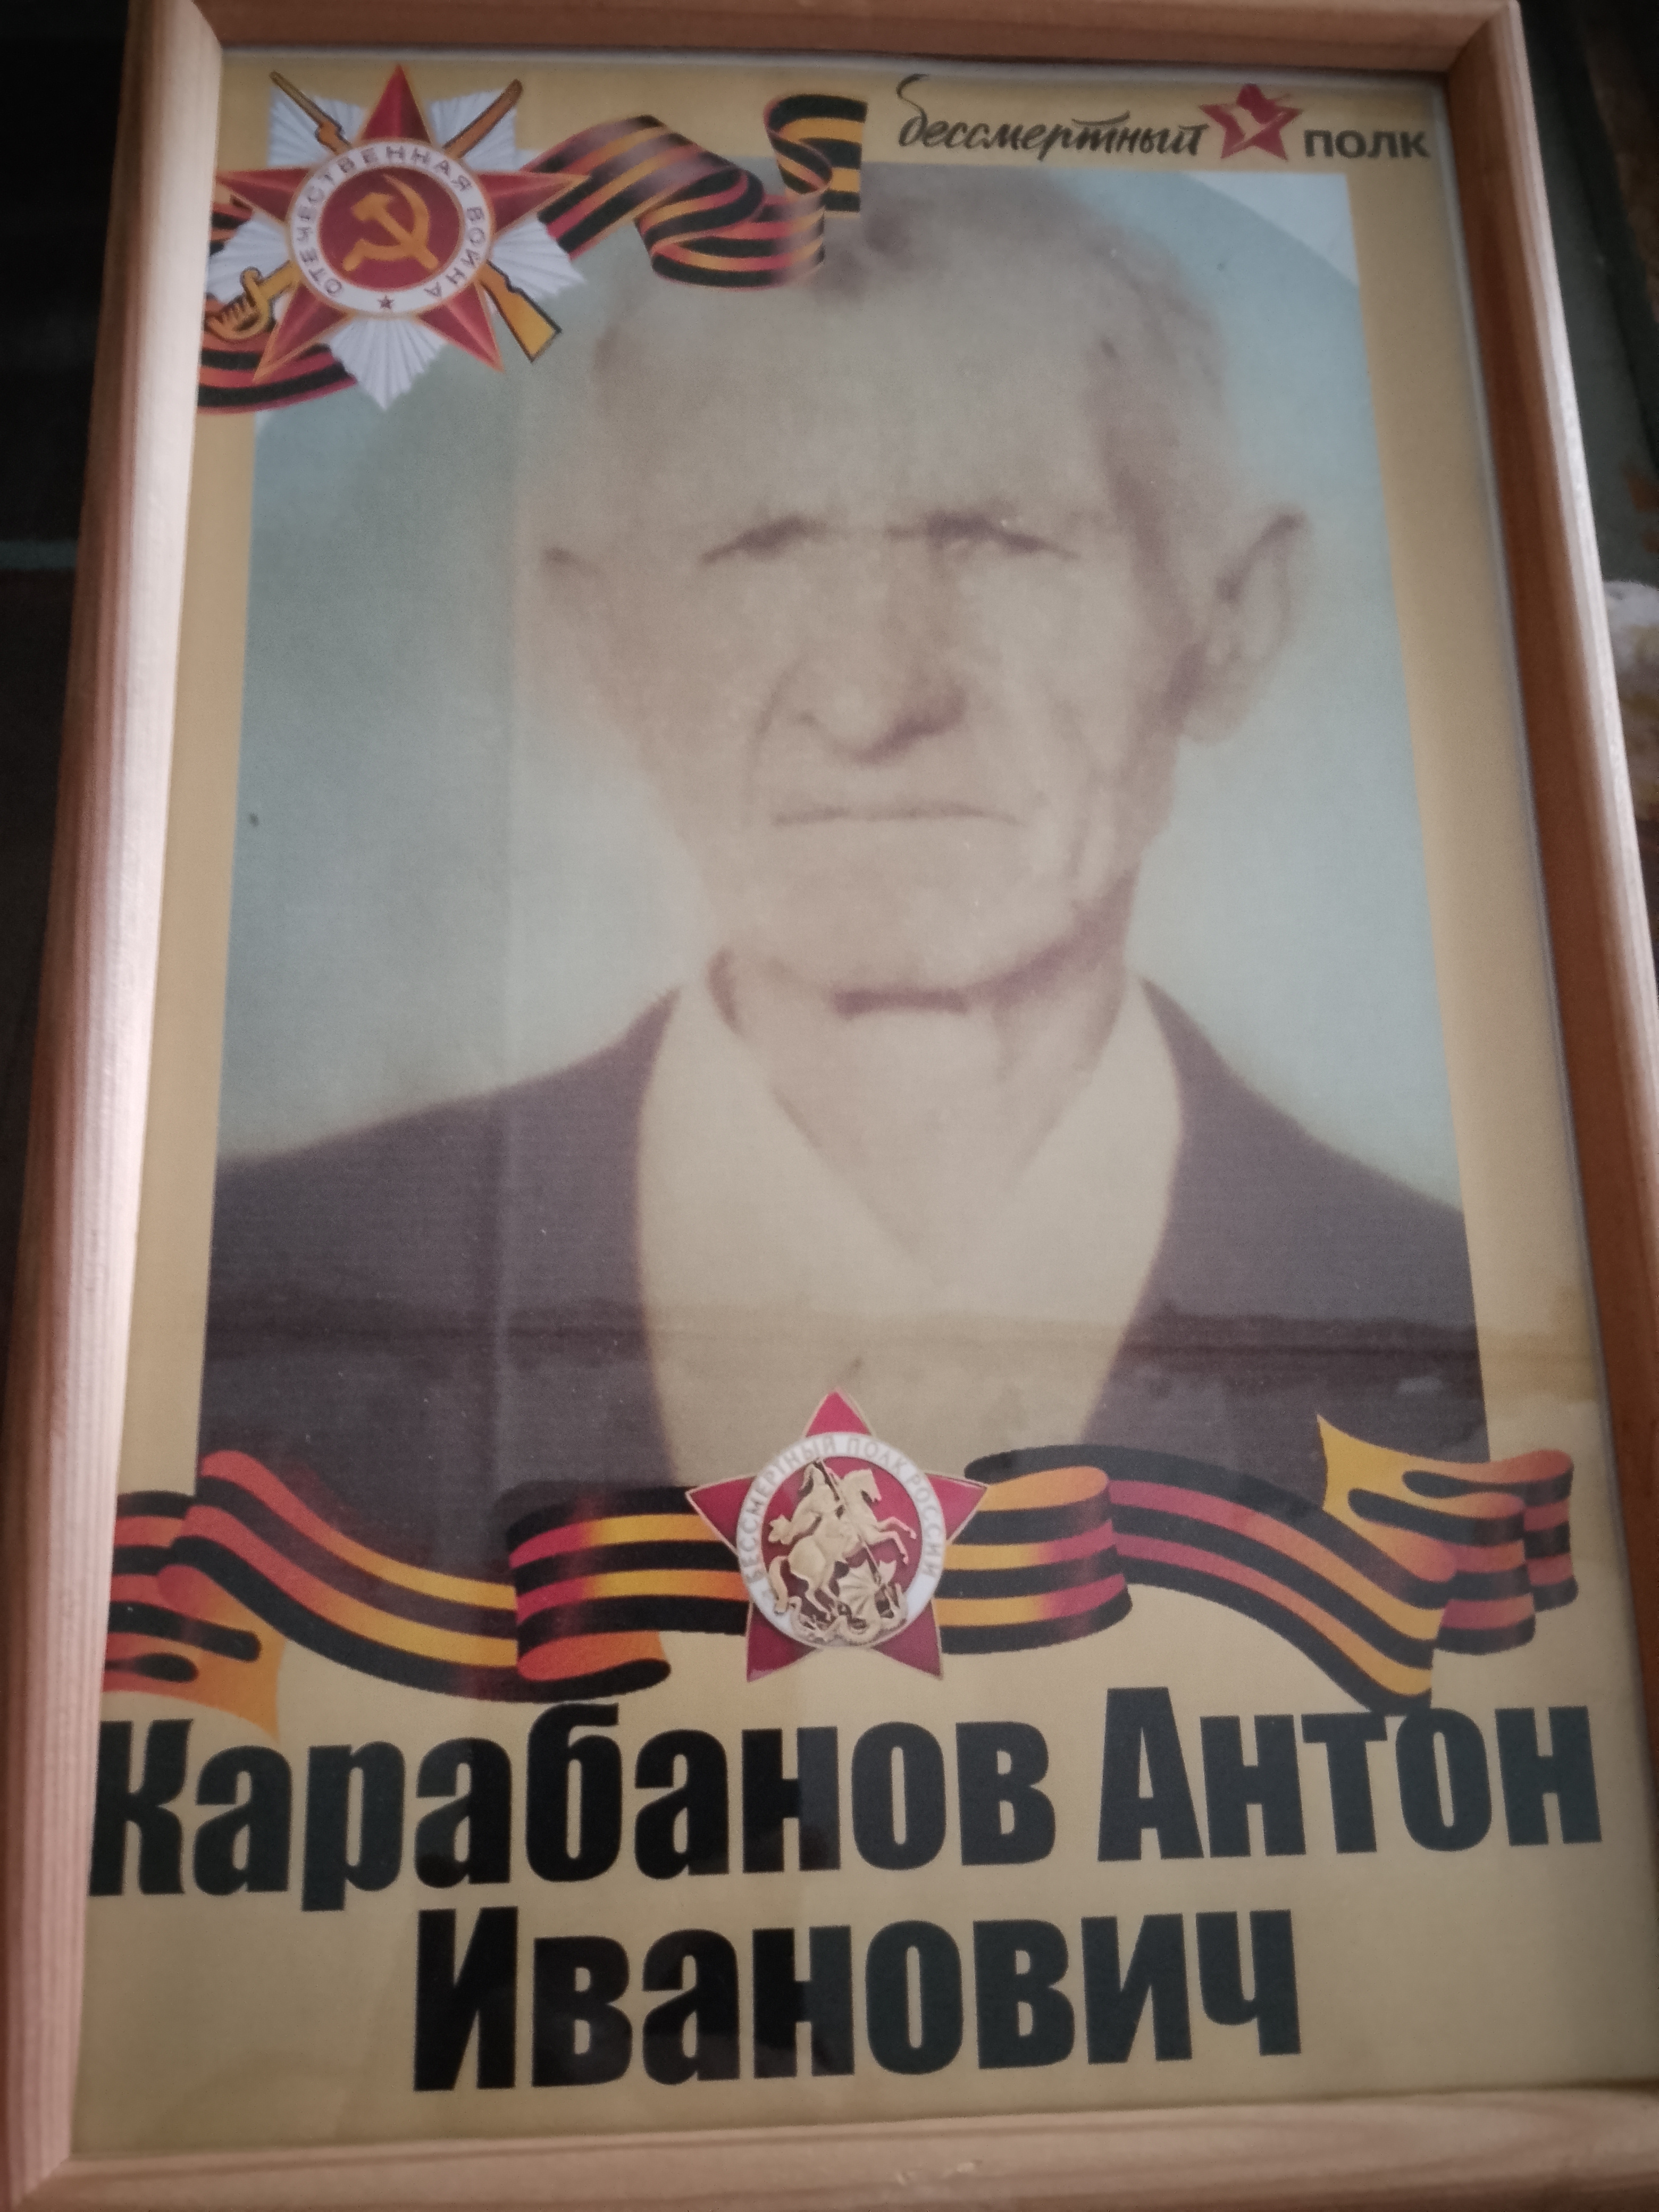 бессмертный полк
ОТЕЧЕСТВЕННАЯ ВОЙНА
БЕССМЕРТНЫЙ ПОЛК РОССИИ
Карабанов Антон
Иванович